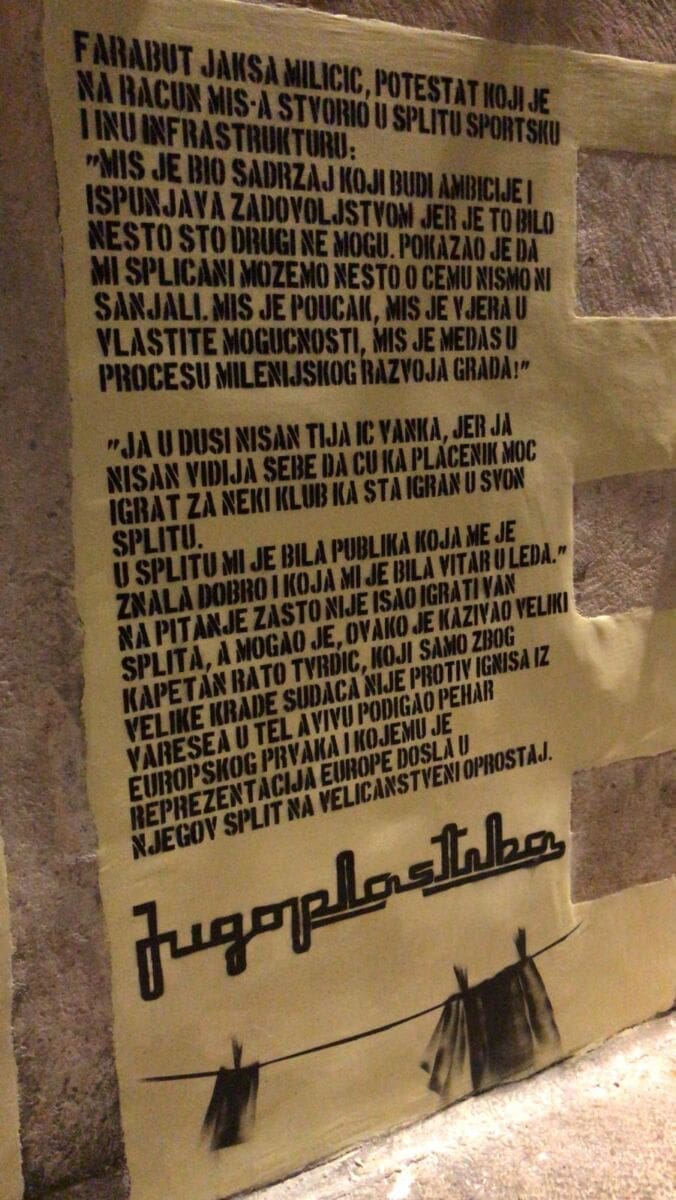 FARABUT JAKSA MILICIC, POTESTAT KOJI JE
NA RACUN MIS-A STVORIO U SPLITU SPORTSKU
I INU INFRASTRUKTURU:
"MIS JE BIO SADRZAJ KOJI BUDI AMBICIJE I
ISPUNJAVA ZADOVOLJSTVOM JER JE TO BILO
NESTO STO DRUGI NE MOGU. POKAZAO JE DA
MI SPLICANI MOZEMO NESTO O CEMU NISMO NI
SANJALI. MIS JE POUCAK, MIS JE VJERA U
VLASTITE MOGUCNOSTI, MIS JE MEDAS U
PROCESU MILENIJSKOG RAZVOJA GRADA!"
"JA U DUSI NISAN TIJA IC VANKA, JER JA
NISAN VIDIJA SEBE DA CU KA PLACENIK MOC
IGRAT ZA NEKI KLUB KA STA IGRAN U SVON
SPLITU.
U SPLITU MI JE BILA PUBLIKA KOJA ME JE
ZNALA DOBRO I KOJA MI JE BILA VITAR U LEDA."
NA PITANJE ZASTO NIJE ISAO IGRATI VAN
SPLITA, A MOGAO JE, OVAKO JE KAZIVAO VELIKI
KAPETAN RATO TVRDIC, KOJI SAMO ZBOG
VELIKE KRADE SUDACA NIJE PROTIV IGNISA IZ
VARESEA U TEL AVIVU PODIGAO PEHAR
EUROPSKOG PRVAKA I KOJEMU JE
REPREZENTACIJA EUROPE DOSLA U
NJEGOV SPLIT NA VELICANSTVENI OPROSTAJ.
Jugoplastika